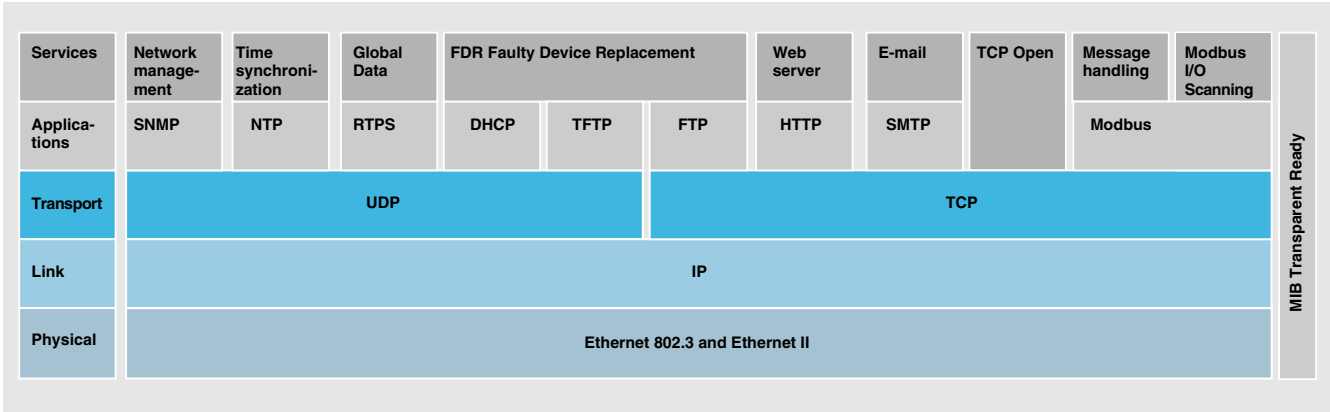 Services
Network
manage-
ment
Time
synchroni-
zation
Global
Data
FDR Faulty Device Replacement
Web
server
E-mail
TCP Open
Message
handling
Modbus
I/O
Scanning
Applica-
tions
SNMP
NTP
RTPS
DHCP
TFTP
FTP
HTTP
SMTP
Modbus
Transport
UDP
TCP
Link
IP
Physical
Ethernet 802.3 and Ethernet II
MIB Transparent Ready